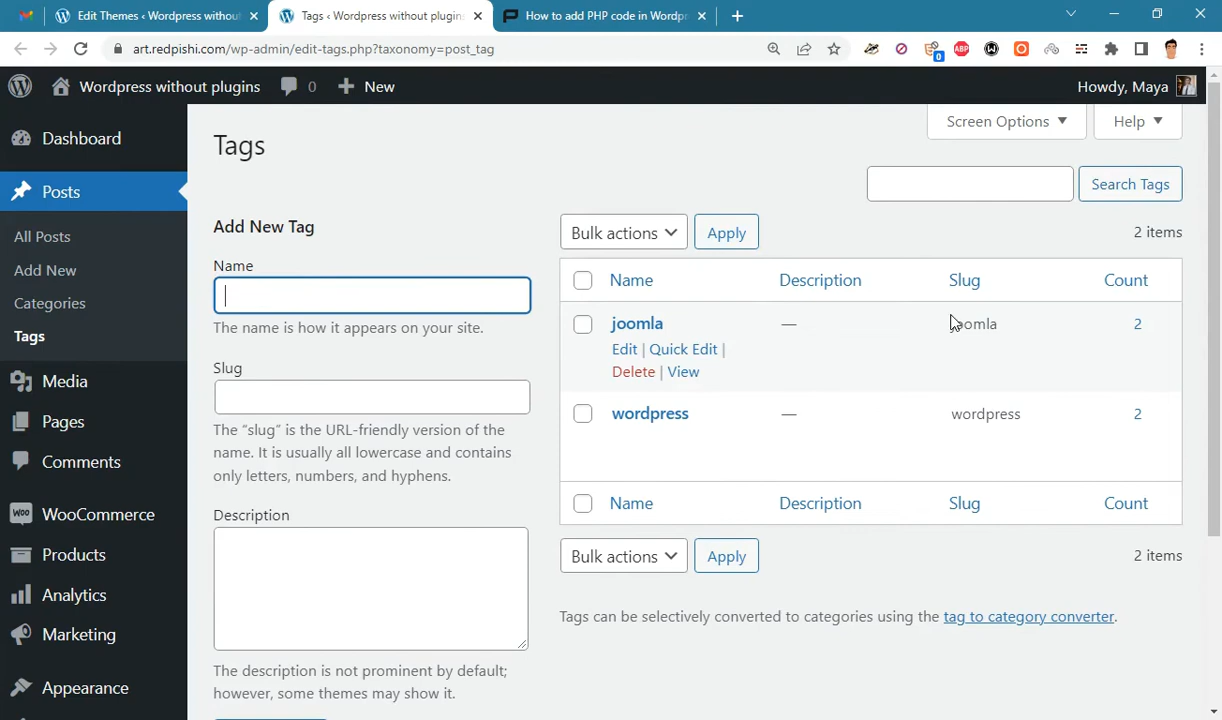 Edit Themes ‹ Wordpress withou
Tags ‹ Wordpress without plugins
How to add PHP code in Wordp
art.redpishi.com/wp-admin/edit-tags.php?taxonomy=post_tag
0
ABP
Wordpress without plugins
0
New
Howdy, Maya
Dashboard
Posts
All Posts
Add New
Categories
Tags
Media
Pages
Comments
WooCommerce
Products
Analytics
Marketing
Appearance
Screen Options
Help
Tags
Search Tags
Add New Tag
Name
The name is how it appears on your site.
Slug
The “slug” is the URL-friendly version of the
name. It is usually all lowercase and contains
only letters, numbers, and hyphens.
Description
The description is not prominent by default;
however, some themes may show it.
Bulk actions
Apply
2 items
Name Description Slug Count
joomla — joomla 2
Edit | Quick Edit |
Delete | View
wordpress — wordpress 2
Name Description Slug Count
Bulk actions
Apply
2 items
Tags can be selectively converted to categories using the tag to category converter.